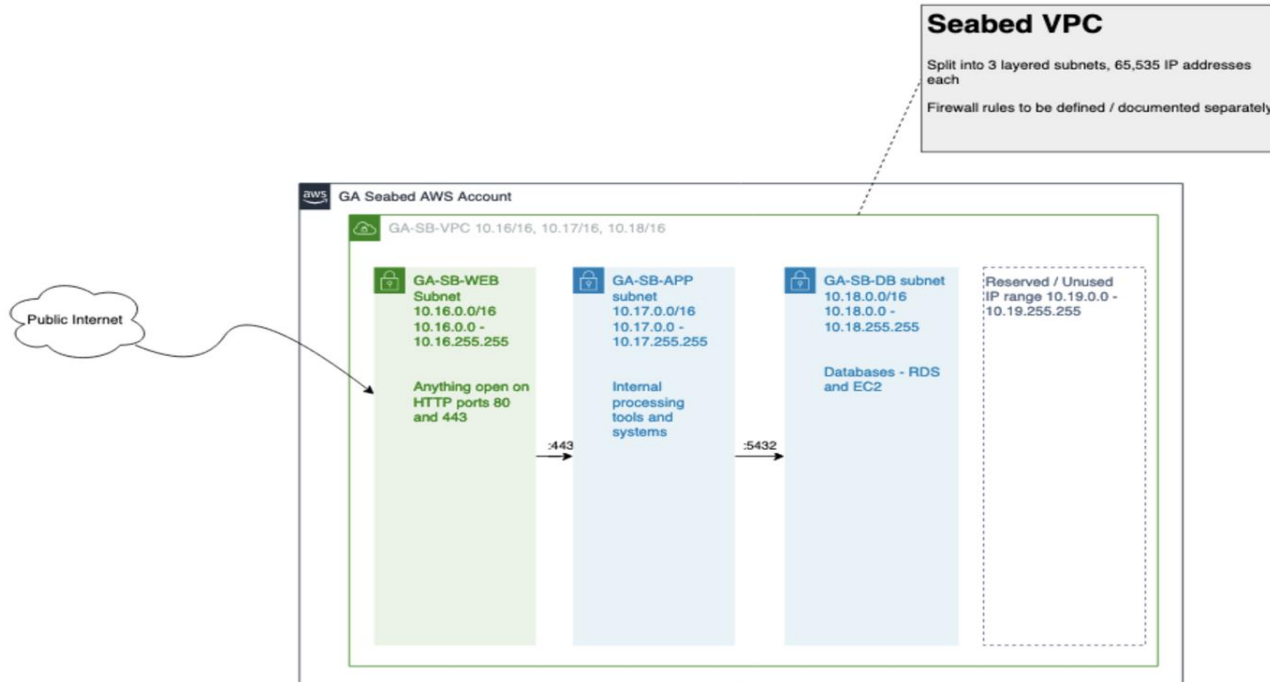 Seabed VPC
Split into 3 layered subnets, 65,535 IP addresses
each
Firewall rules to be defined / documented separately
aws
GA Seabed AWS Account
GA-SB-VPC 10.16/16, 10.17/16, 10.18/16
Public Internet
GA-SB-WEB
Subnet
10.16.0.0/16
10.16.0.0 -
10.16.255.255
Anything open on
HTTP ports 80
and 443
:443
GA-SB-APP
subnet
10.17.0.0/16
10.17.0.0 -
10.17.255.255
Internal
processing
tools and
systems
:5432
GA-SB-DB subnet
10.18.0.0/16
10.18.0.0 -
10.18.255.255
Databases - RDS
and EC2
Reserved / Unused
IP range 10.19.0.0 -
10.19.255.255